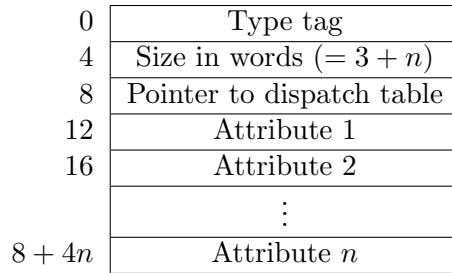 0 Type tag
4 Size in words (= 3 + n)
8 Pointer to dispatch table
12 Attribute 1
16 Attribute 2
⋮
8 + 4n Attribute n